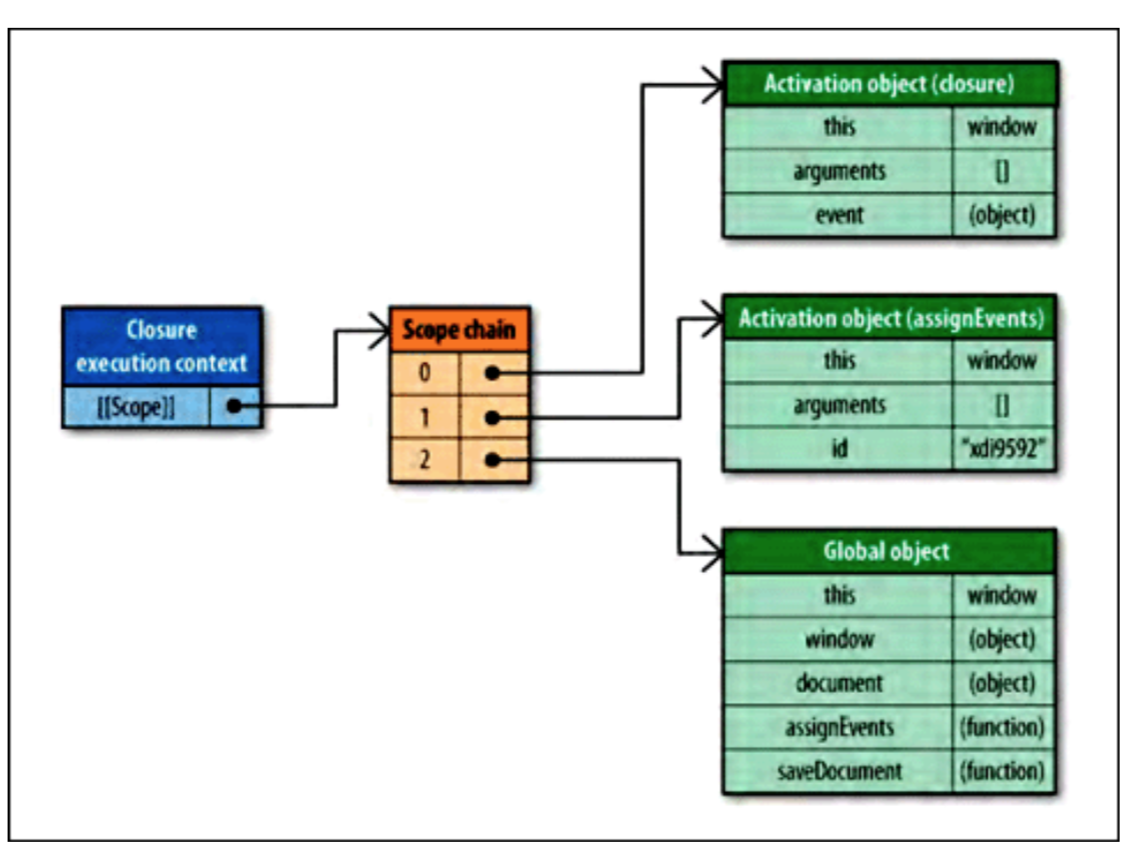 Activation object (closure)
this window
arguments []
event (object)
Closure
execution context
[[Scope]]
Scope chain
0
1
2
Activation object (assignEvents)
this window
arguments []
id "xdi9592"
Global object
this window
window (object)
document (object)
assignEvents (function)
saveDocument (function)